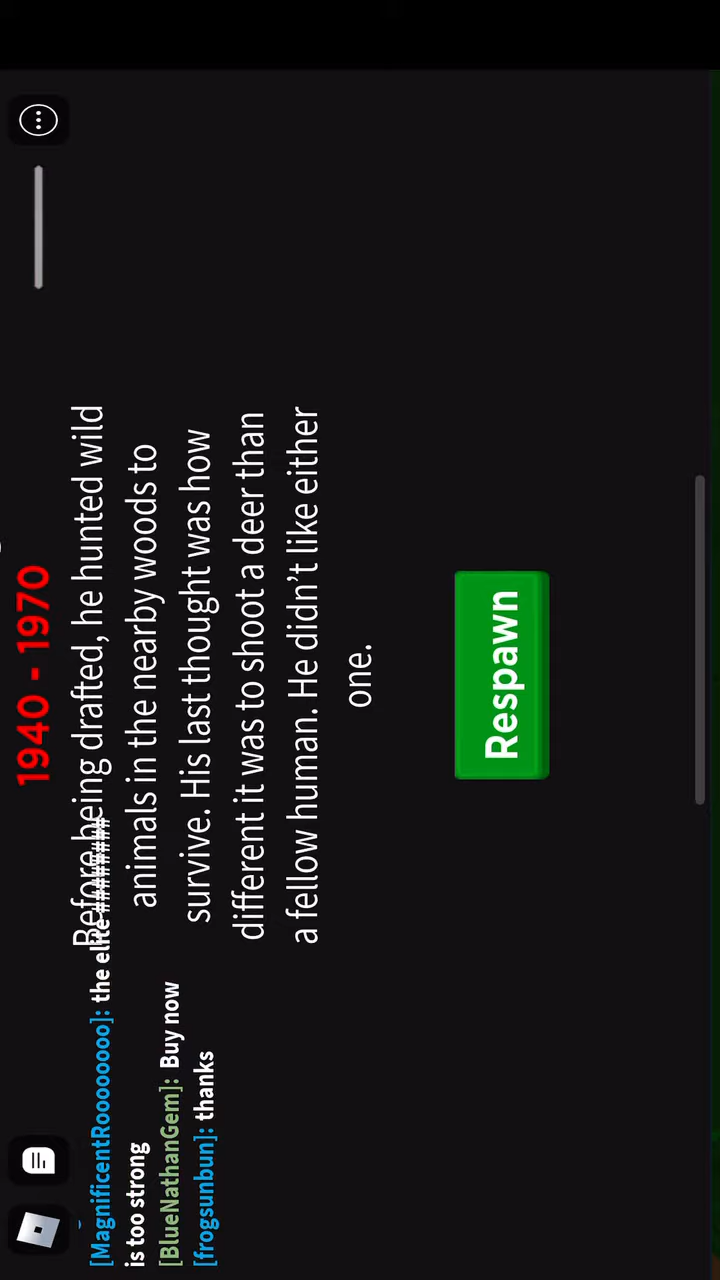 1940 - 1970
Before being drafted, he hunted wild
animals in the nearby woods to
survive. His last thought was how
different it was to shoot a deer than
a fellow human. He didn't like either
one.
Respawn
[MagnificentRoooooooo]: the elite #########
is too strong
[BlueNathanGem]: Buy now
[frogsunbun]: thanks